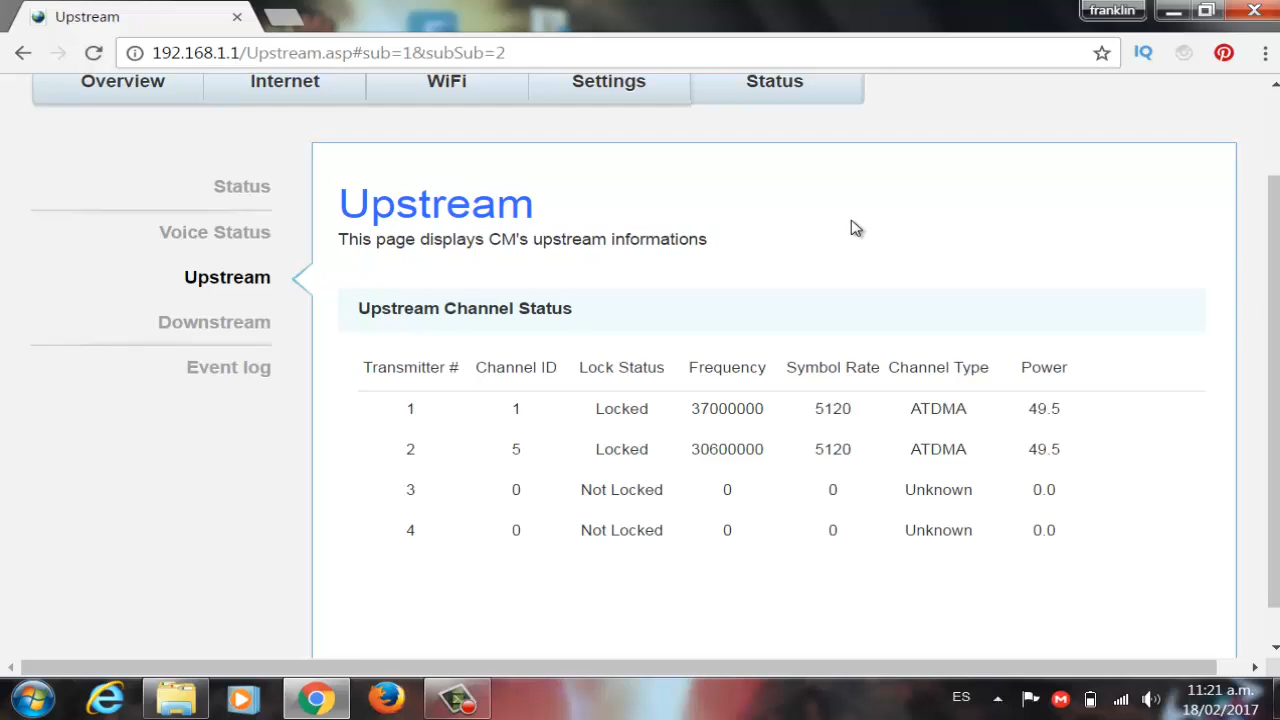 Upstream
franklin
192.168.1.1/Upstream.asp#sub=1&subSub=2
Overview Internet WiFi Settings Status
Status
Voice Status
Upstream
Downstream
Event log
Upstream
This page displays CM's upstream informations
Upstream Channel Status
Transmitter # Channel ID Lock Status Frequency Symbol Rate Channel Type Power
1 1 Locked 37000000 5120 ATDMA 49.5
2 5 Locked 30600000 5120 ATDMA 49.5
3 0 Not Locked 0 0 Unknown 0.0
4 0 Not Locked 0 0 Unknown 0.0
ES
11:21 a.m.
18/02/2017